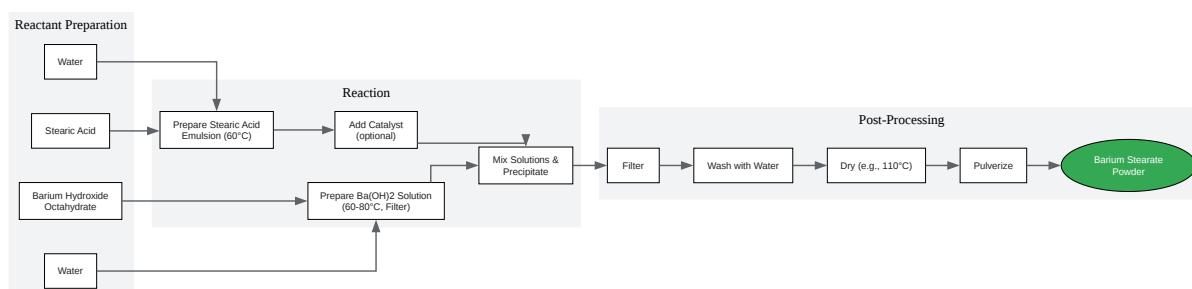 Reactant Preparation
Water
Stearic Acid
Barium Hydroxide
Octahydrate
Water
Reaction
Prepare Stearic Acid
Emulsion (60°C)
Add Catalyst
(optional)
Prepare Ba(OH)2 Solution
(60-80°C, Filter)
Mix Solutions &
Precipitate
Post-Processing
Filter
Wash with Water
Dry (e.g., 110°C)
Pulverize
Barium Stearate
Powder